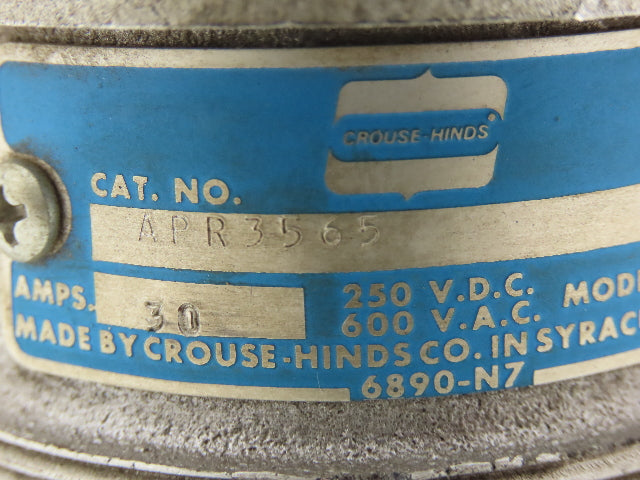 CROUSE-HINDS®
CAT. NO.
APR3565
AMPS. 30
250 V.D.C.
600 V.A.C.
MADE BY CROUSE-HINDS CO. IN
6890-N7